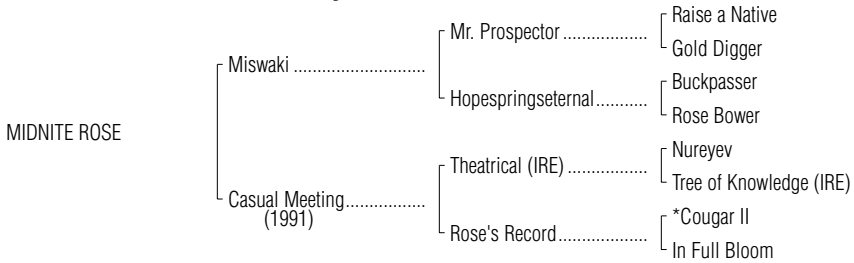 Raise a Native
Mr. Prospector ...................
Gold Digger
Miswaki ............................
Buckpasser
Hopespringseternal...........
Rose Bower
MIDNITE ROSE
Nureyev
Theatrical (IRE) .................
Tree of Knowledge (IRE)
Casual Meeting.................
(1991)
*Cougar II
Rose's Record...................
In Full Bloom